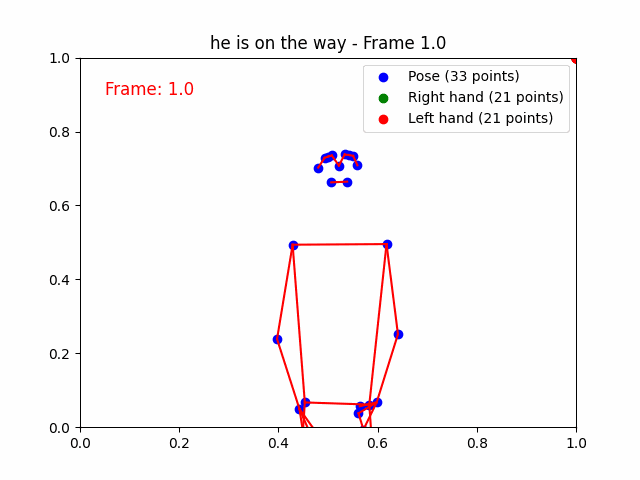 he is on the way - Frame 1.0
Frame: 1.0
Pose (33 points)
Right hand (21 points)
Left hand (21 points)
1.0
0.8
0.6
0.4
0.2
0.0
0.0 0.2 0.4 0.6 0.8 1.0